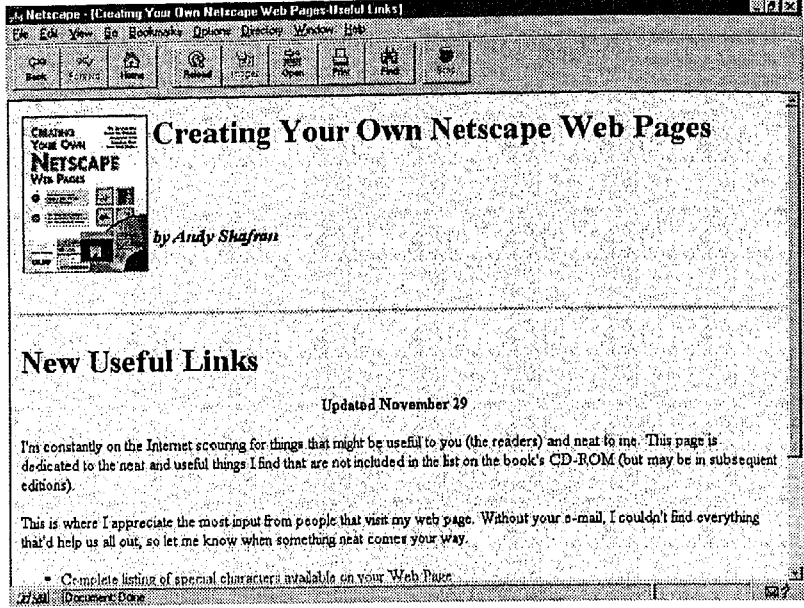 Netscape - [Creating Your Own Netscape Web Pages-Useful Links]
File Edit View Go Bookmarks Options Directory Window Help
Back Forward Home Reload Images Open Print Find Stop
CREATING
YOUR OWN
NETSCAPE
WEB PAGES
Creating Your Own Netscape Web Pages
by Andy Shafran
New Useful Links
Updated November 29
I'm constantly on the Internet scouring for things that might be useful to you (the readers) and neat to me. This page is
dedicated to the neat and useful things I find that are not included in the list on the book's CD-ROM (but may be in subsequent
editions).
This is where I appreciate the most input from people that visit my web page. Without your e-mail, I couldn't find everything
that'd help us all out, so let me know when something neat comes your way.
Complete listing of special characters available on your Web Page
Document: Done